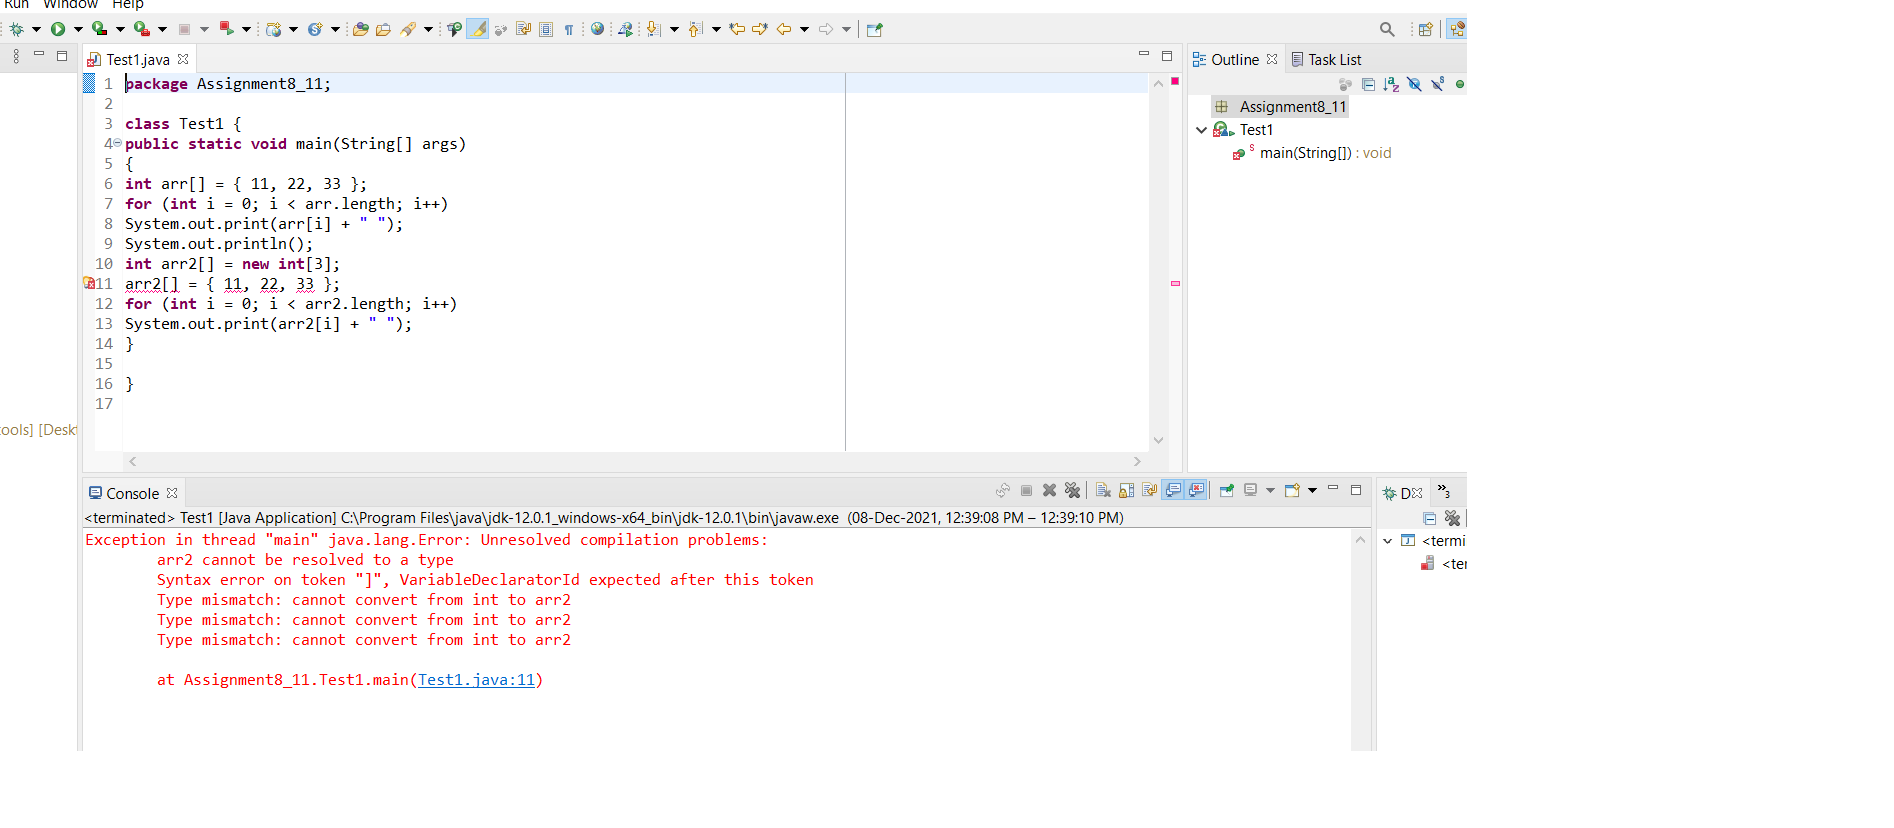 Run Window Help
Test1.java
1 package Assignment8_11;
2
3 class Test1 {
4 public static void main(String[] args)
5 {
6 int arr[] = { 11, 22, 33 };
7 for (int i = 0; i < arr.length; i++)
8 System.out.print(arr[i] + " ");
9 System.out.println();
10 int arr2[] = new int[3];
11 arr2[] = { 11, 22, 33 };
12 for (int i = 0; i < arr2.length; i++)
13 System.out.print(arr2[i] + " ");
14 }
15
16 }
17
ools] [Deskt
Outline Task List
Assignment8_11
Test1
main(String[]) : void
Console
<terminated> Test1 [Java Application] C:\Program Files\java\jdk-12.0.1_windows-x64_bin\jdk-12.0.1\bin\javaw.exe (08-Dec-2021, 12:39:08 PM – 12:39:10 PM)
Exception in thread "main" java.lang.Error: Unresolved compilation problems:
arr2 cannot be resolved to a type
Syntax error on token "]", VariableDeclaratorId expected after this token
Type mismatch: cannot convert from int to arr2
Type mismatch: cannot convert from int to arr2
Type mismatch: cannot convert from int to arr2
at Assignment8_11.Test1.main(Test1.java:11)
D »3
<termi
<ter